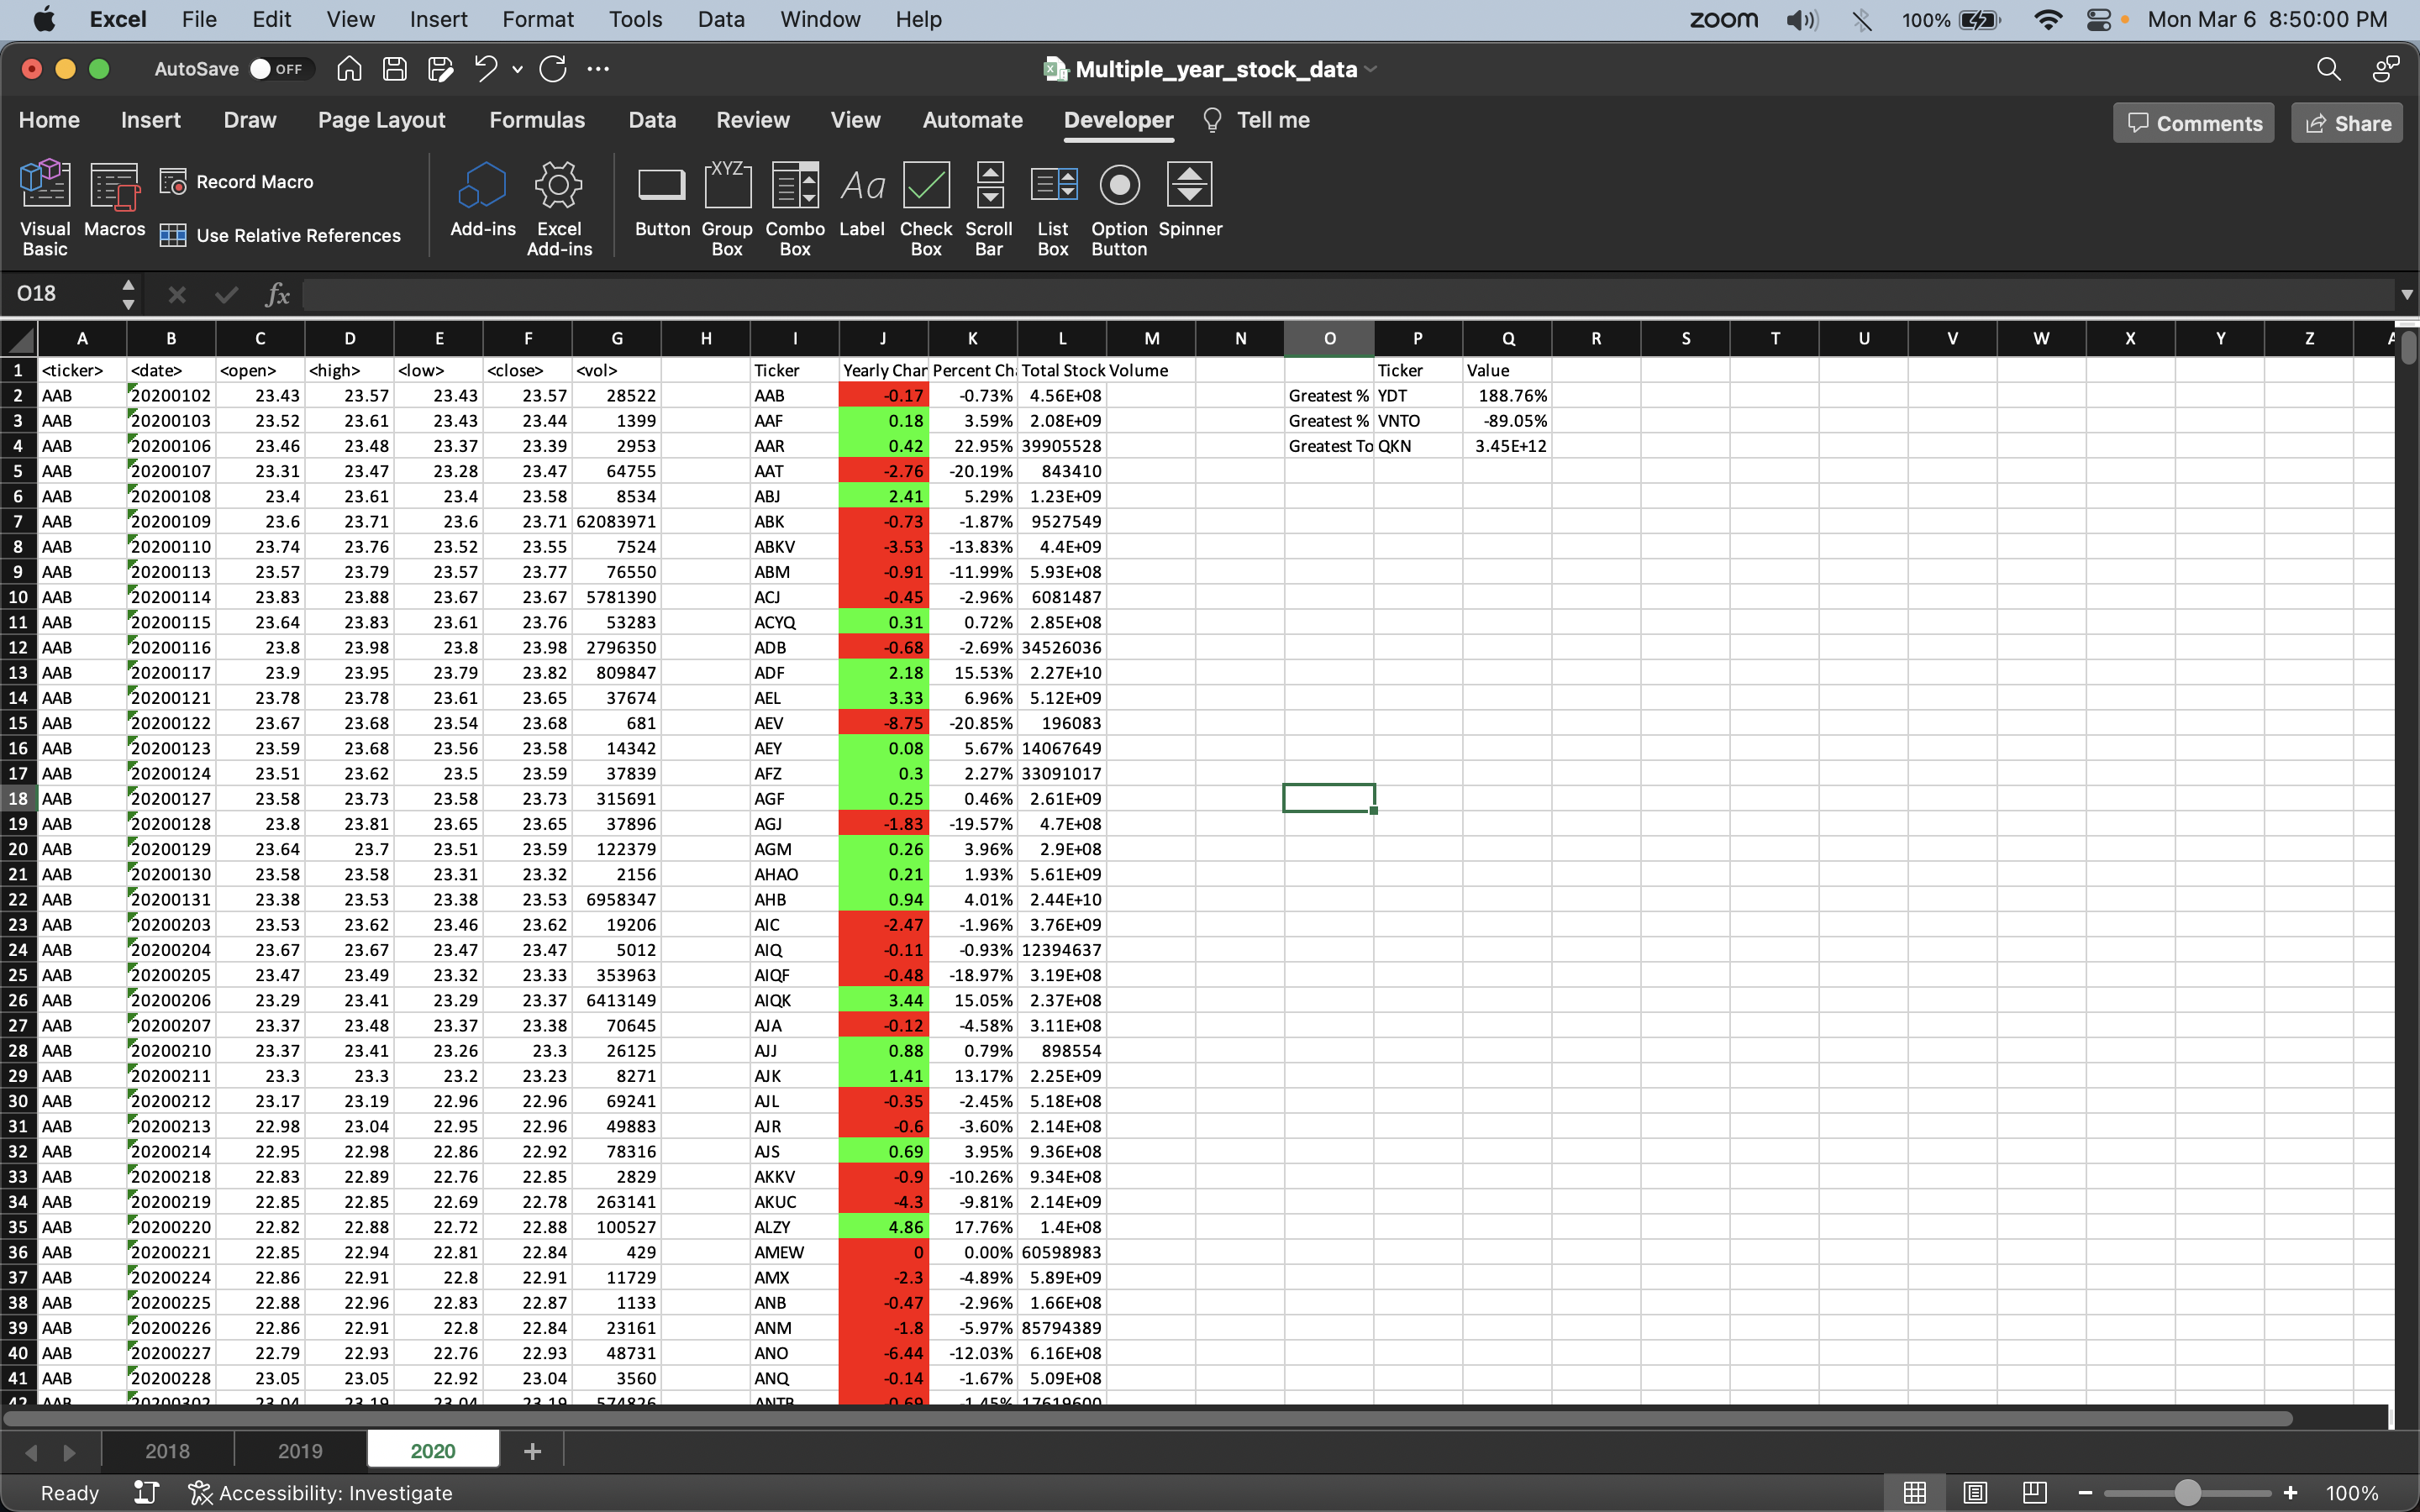 Excel File Edit View Insert Format Tools Data Window Help zoom 100% Mon Mar 6 8:50:00 PM
AutoSave OFF Multiple_year_stock_data
Home Insert Draw Page Layout Formulas Data Review View Automate Developer Tell me Comments Share
Visual Basic Macros Record Macro Use Relative References Add-ins Excel Add-ins Button XYZ Group Box Combo Box Aa Label Check Box Scroll Bar List Box Option Button Spinner
O18 fx
A B C D E F G H I J K L M N O P Q R S T U V W X Y Z
1 <ticker> <date> <open> <high> <low> <close> <vol> Ticker Yearly Char Percent Ch Total Stock Volume Ticker Value
2 AAB 20200102 23.43 23.57 23.43 23.57 28522 AAB -0.17 -0.73% 4.56E+08 Greatest % YDT 188.76%
3 AAB 20200103 23.52 23.61 23.43 23.44 1399 AAF 0.18 3.59% 2.08E+09 Greatest % VNTO -89.05%
4 AAB 20200106 23.46 23.48 23.37 23.39 2953 AAR 0.42 22.95% 39905528 Greatest To QKN 3.45E+12
5 AAB 20200107 23.31 23.47 23.28 23.47 64755 AAT -2.76 -20.19% 843410
6 AAB 20200108 23.4 23.61 23.4 23.58 8534 ABJ 2.41 5.29% 1.23E+09
7 AAB 20200109 23.6 23.71 23.6 23.71 62083971 ABK -0.73 -1.87% 9527549
8 AAB 20200110 23.74 23.76 23.52 23.55 7524 ABKV -3.53 -13.83% 4.4E+09
9 AAB 20200113 23.57 23.79 23.57 23.77 76550 ABM -0.91 -11.99% 5.93E+08
10 AAB 20200114 23.83 23.88 23.67 23.67 5781390 ACJ -0.45 -2.96% 6081487
11 AAB 20200115 23.64 23.83 23.61 23.76 53283 ACYQ 0.31 0.72% 2.85E+08
12 AAB 20200116 23.8 23.98 23.8 23.98 2796350 ADB -0.68 -2.69% 34526036
13 AAB 20200117 23.9 23.95 23.79 23.82 809847 ADF 2.18 15.53% 2.27E+10
14 AAB 20200121 23.78 23.78 23.61 23.65 37674 AEL 3.33 6.96% 5.12E+09
15 AAB 20200122 23.67 23.68 23.54 23.68 681 AEV -8.75 -20.85% 196083
16 AAB 20200123 23.59 23.68 23.56 23.58 14342 AEY 0.08 5.67% 14067649
17 AAB 20200124 23.51 23.62 23.5 23.59 37839 AFZ 0.3 2.27% 33091017
18 AAB 20200127 23.58 23.73 23.58 23.73 315691 AGF 0.25 0.46% 2.61E+09
19 AAB 20200128 23.8 23.81 23.65 23.65 37896 AGJ -1.83 -19.57% 4.7E+08
20 AAB 20200129 23.64 23.7 23.51 23.59 122379 AGM 0.26 3.96% 2.9E+08
21 AAB 20200130 23.58 23.58 23.31 23.32 2156 AHAO 0.21 1.93% 5.61E+09
22 AAB 20200131 23.38 23.53 23.38 23.53 6958347 AHB 0.94 4.01% 2.44E+10
23 AAB 20200203 23.53 23.62 23.46 23.62 19206 AIC -2.47 -1.96% 3.76E+09
24 AAB 20200204 23.67 23.67 23.47 23.47 5012 AIQ -0.11 -0.93% 12394637
25 AAB 20200205 23.47 23.49 23.32 23.33 353963 AIQF -0.48 -18.97% 3.19E+08
26 AAB 20200206 23.29 23.41 23.29 23.37 6413149 AIQK 3.44 15.05% 2.37E+08
27 AAB 20200207 23.37 23.48 23.37 23.38 70645 AJA -0.12 -4.58% 3.11E+08
28 AAB 20200210 23.37 23.41 23.26 23.3 26125 AJJ 0.88 0.79% 898554
29 AAB 20200211 23.3 23.3 23.2 23.23 8271 AJK 1.41 13.17% 2.25E+09
30 AAB 20200212 23.17 23.19 22.96 22.96 69241 AJL -0.35 -2.45% 5.18E+08
31 AAB 20200213 22.98 23.04 22.95 22.96 49883 AJR -0.6 -3.60% 2.14E+08
32 AAB 20200214 22.95 22.98 22.86 22.92 78316 AJS 0.69 3.95% 9.36E+08
33 AAB 20200218 22.83 22.89 22.76 22.85 2829 AKKV -0.9 -10.26% 9.34E+08
34 AAB 20200219 22.85 22.85 22.69 22.78 263141 AKUC -4.3 -9.81% 2.14E+09
35 AAB 20200220 22.82 22.88 22.72 22.88 100527 ALZY 4.86 17.76% 1.4E+08
36 AAB 20200221 22.85 22.94 22.81 22.84 429 AMEW 0 0.00% 60598983
37 AAB 20200224 22.86 22.91 22.8 22.91 11729 AMX -2.3 -4.89% 5.89E+09
38 AAB 20200225 22.88 22.96 22.83 22.87 1133 ANB -0.47 -2.96% 1.66E+08
39 AAB 20200226 22.86 22.91 22.8 22.84 23161 ANM -1.8 -5.97% 85794389
40 AAB 20200227 22.79 22.93 22.76 22.93 48731 ANO -6.44 -12.03% 6.16E+08
41 AAB 20200228 23.05 23.05 22.92 23.04 3560 ANQ -0.14 -1.67% 5.09E+08
42 AAB 20200302 23.04 23.19 23.04 23.19 574826 ANTB -0.69 -1.45% 17619600
2018 2019 2020
Ready Accessibility: Investigate 100%